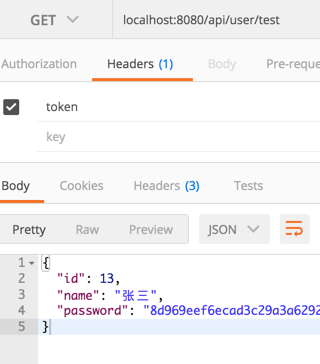 GET localhost:8080/api/user/test
Authorization Headers (1) Body Pre-reque
token
key
Body Cookies Headers (3) Tests
Pretty Raw Preview JSON
1 {
2 "id": 13,
3 "name": "张三",
4 "password": "8d969eef6ecad3c29a3a6292
5 }